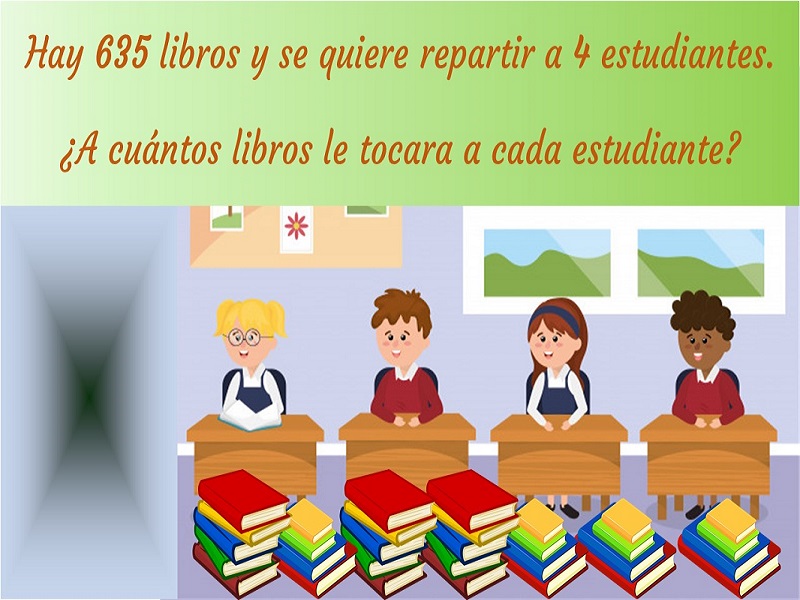 Hay 635 libros y se quiere repartir a 4 estudiantes.
¿A cuántos libros le tocara a cada estudiante?